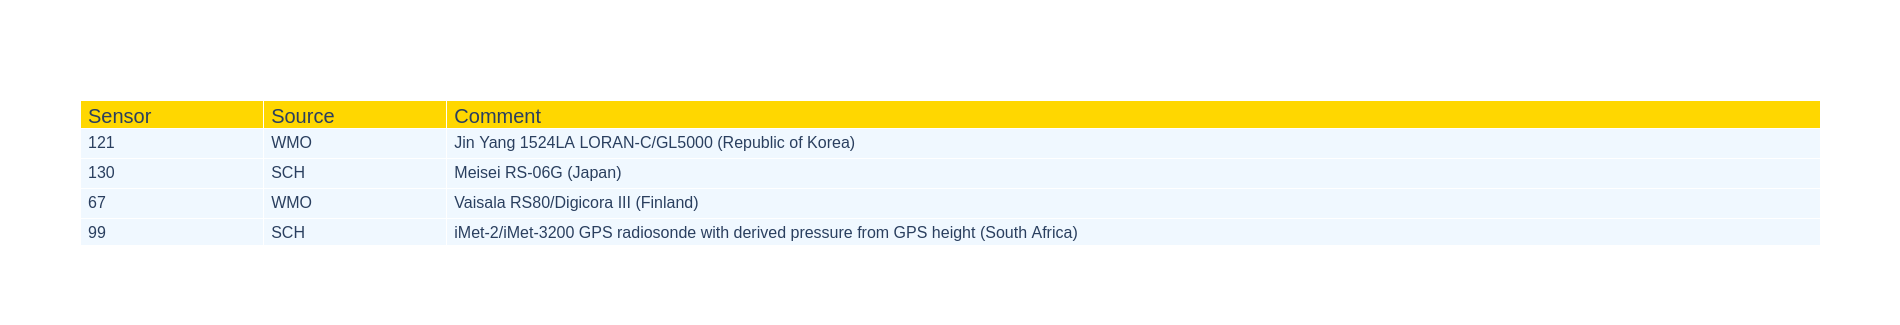 Sensor Source Comment
121 WMO Jin Yang 1524LA LORAN-C/GL5000 (Republic of Korea)
130 SCH Meisei RS-06G (Japan)
67 WMO Vaisala RS80/Digicora III (Finland)
99 SCH iMet-2/iMet-3200 GPS radiosonde with derived pressure from GPS height (South Africa)